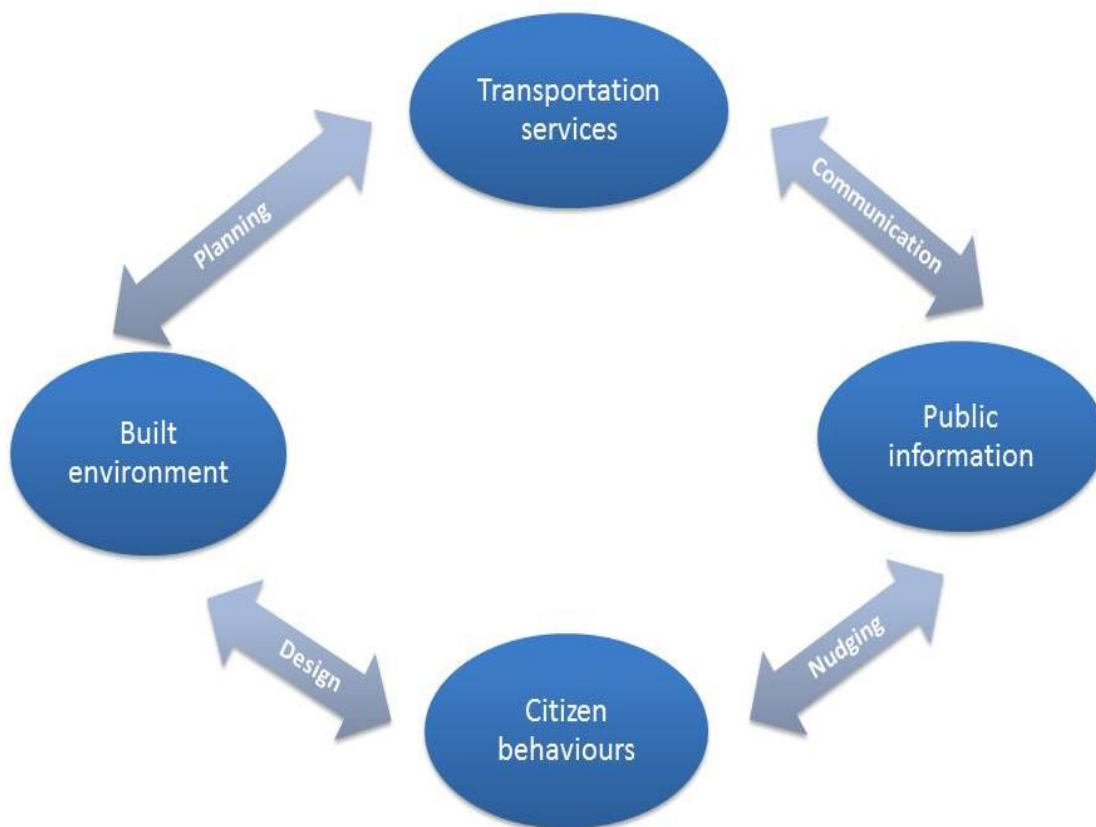 Transportation
services
Planning
Communication
Built
environment
Public
information
Design
Nudging
Citizen
behaviours